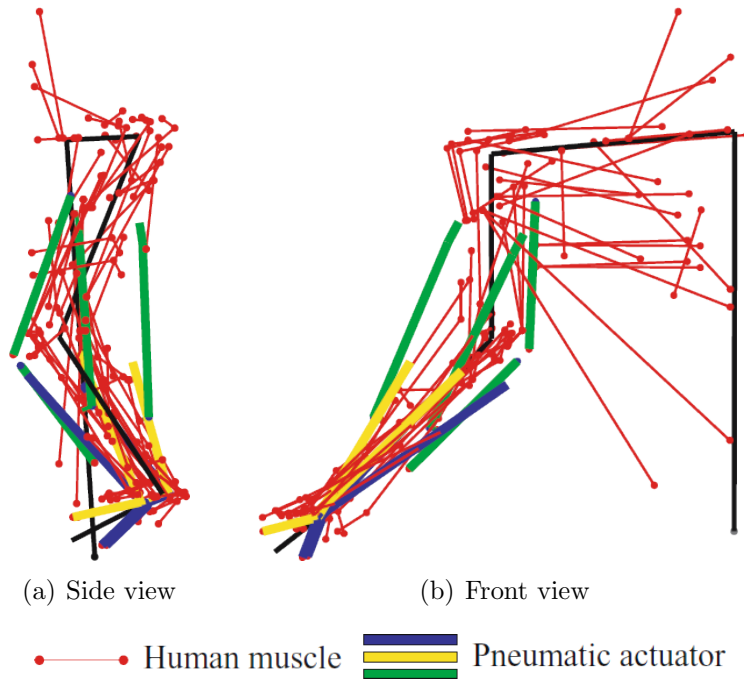 (a) Side view
(b) Front view
Human muscle
Pneumatic actuator